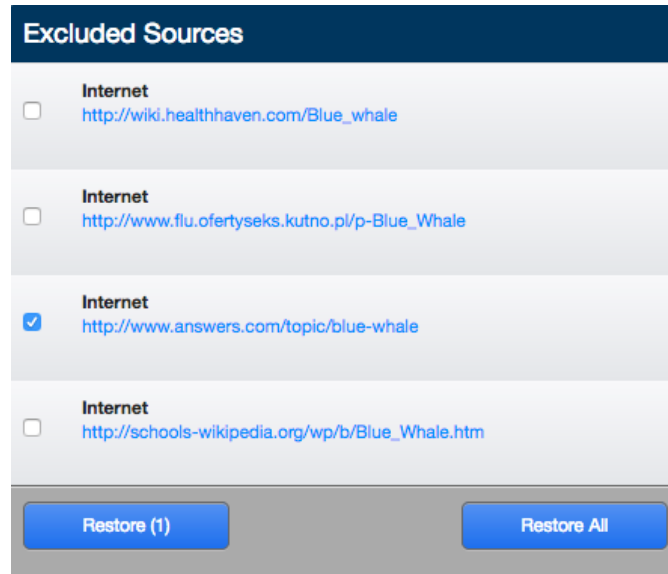 Excluded Sources
Internet
http://wiki.healthhaven.com/Blue_whale
Internet
http://www.flu.ofertyseks.kutno.pl/p-Blue_Whale
Internet
http://www.answers.com/topic/blue-whale
Internet
http://schools-wikipedia.org/wp/b/Blue_Whale.htm
Restore (1)
Restore All